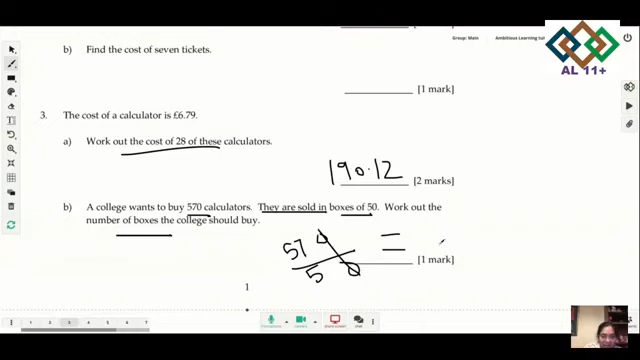 Group: Main
Ambitious Learning
AL 11+
b) Find the cost of seven tickets.
[1 mark]
3. The cost of a calculator is £6.79.
a) Work out the cost of 28 of these calculators.
190.12
[2 marks]
b) A college wants to buy 570 calculators. They are sold in boxes of 50. Work out the
number of boxes the college should buy.
570
=
50
[1 mark]
1